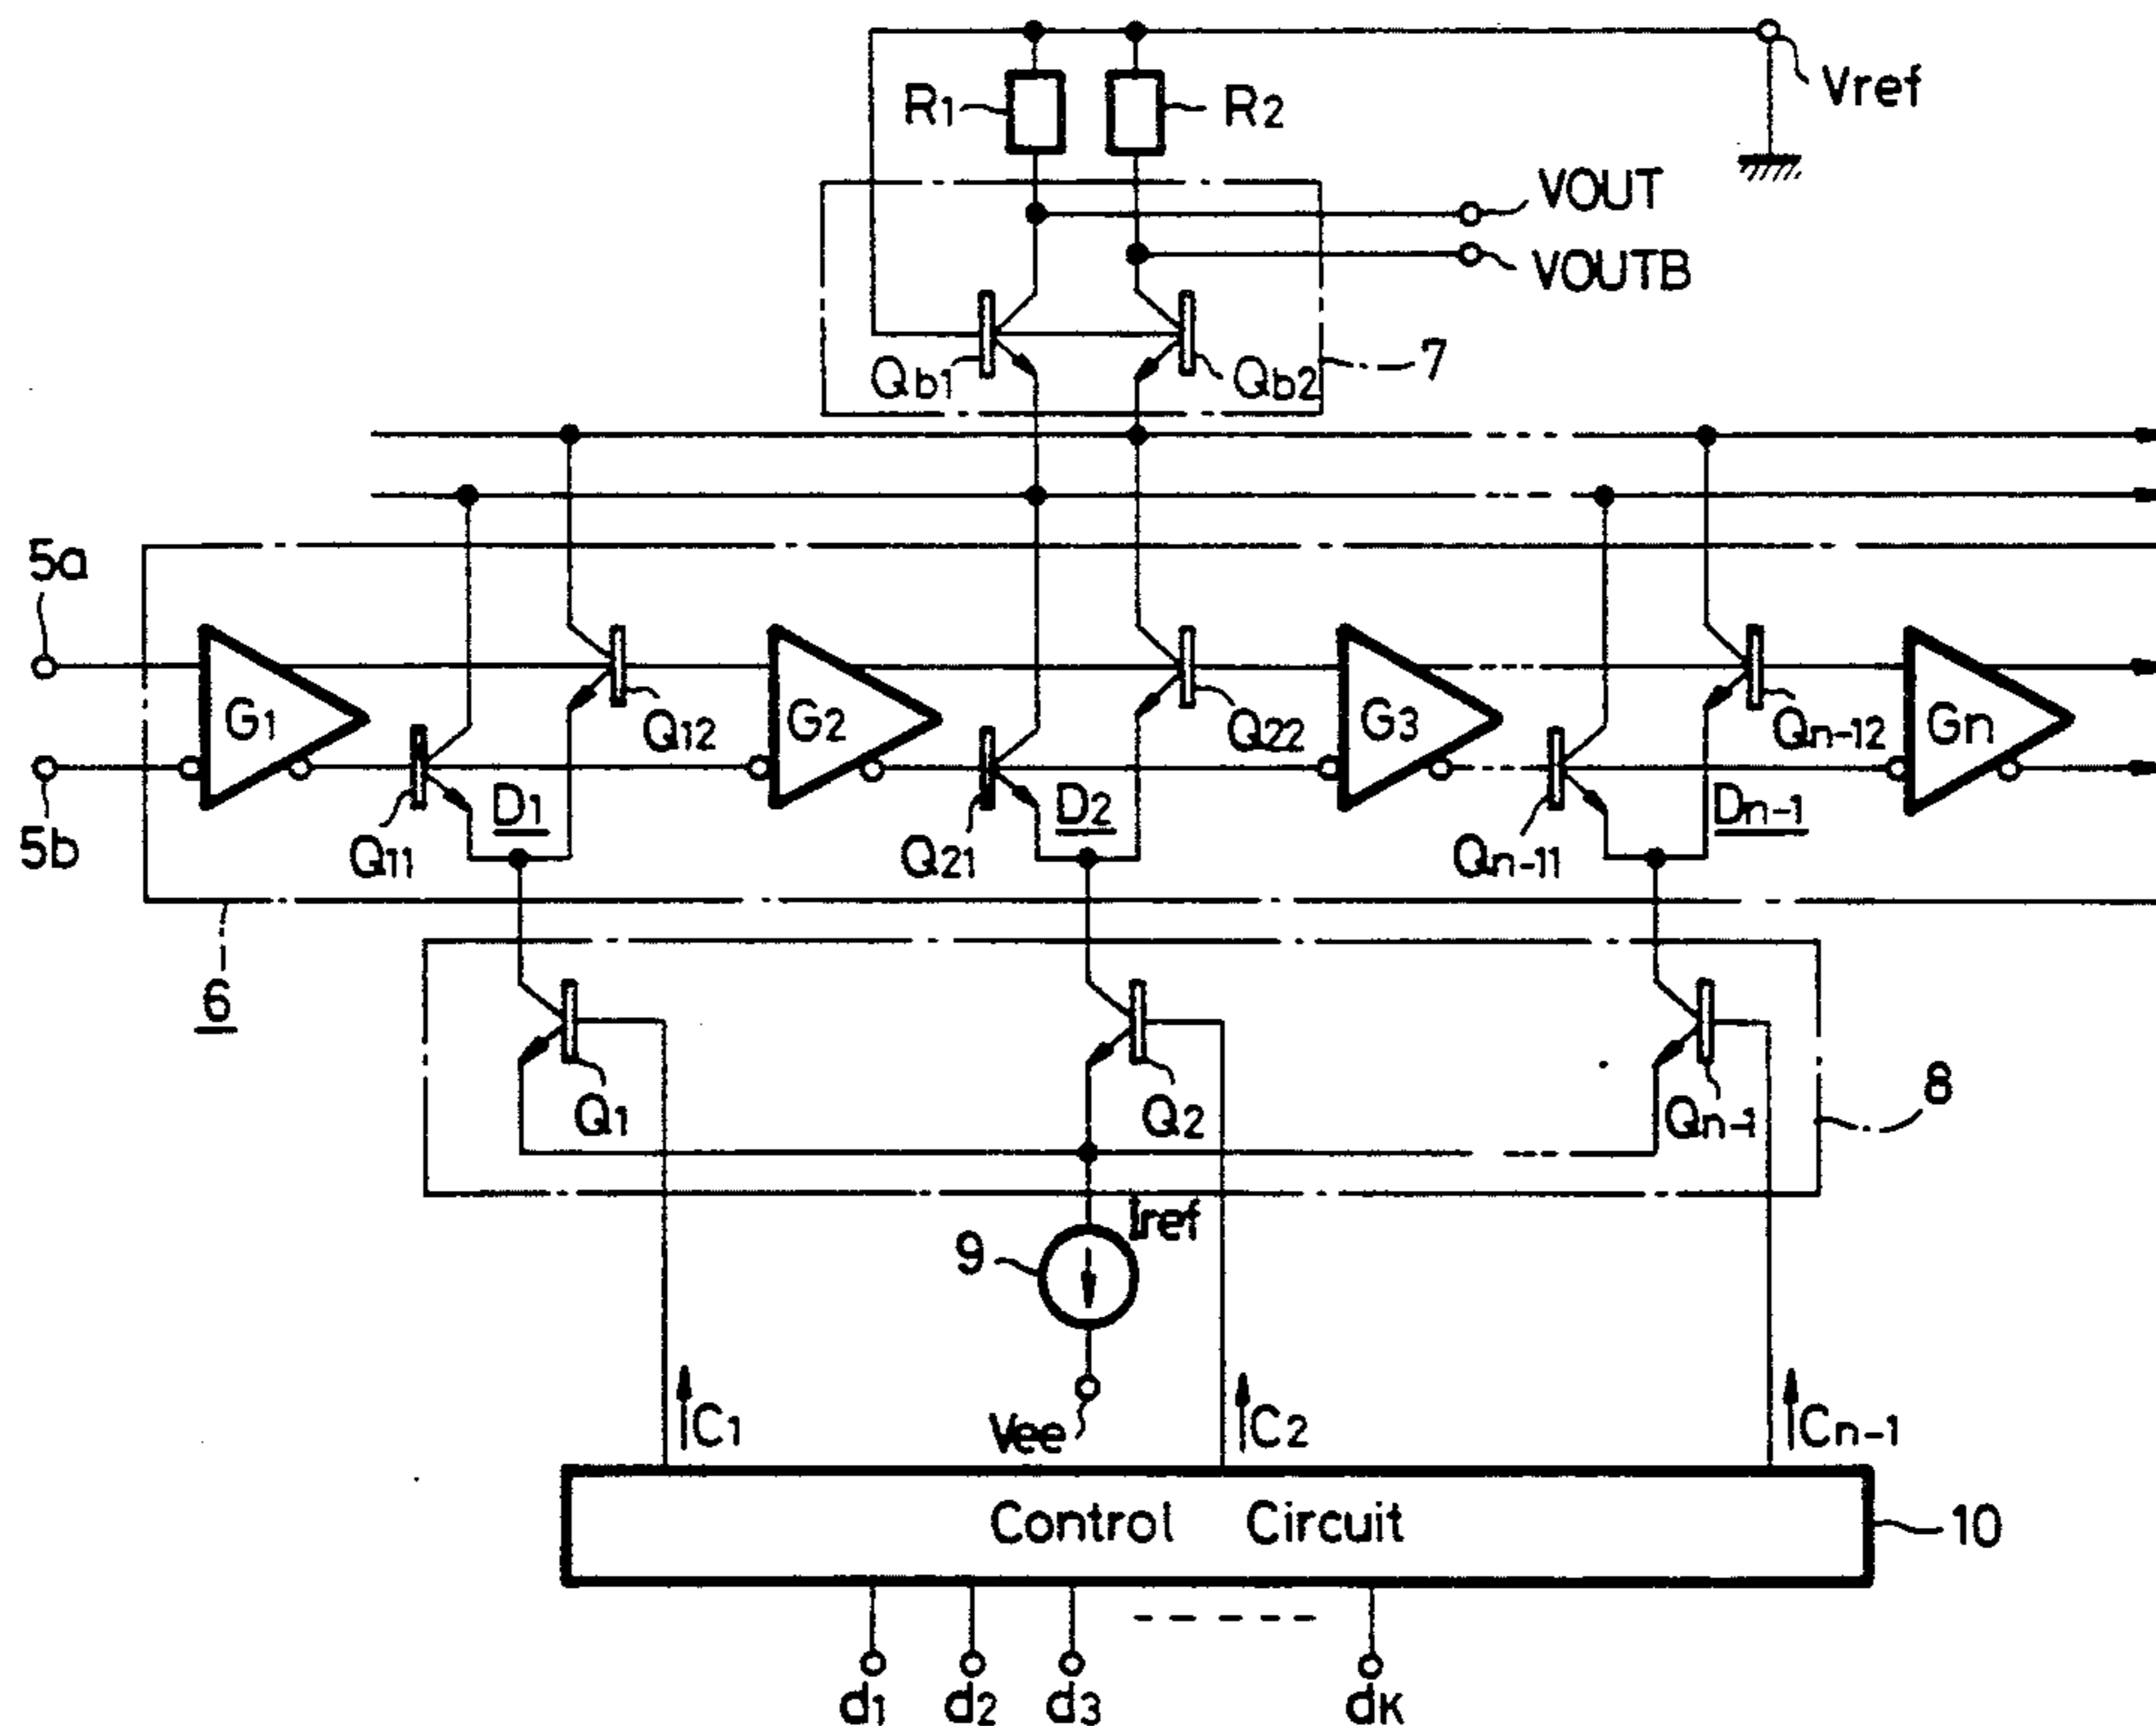 R1
R2
Vref
VOUT
VOUTB
Qb1
Qb2
7
5a
G1
Q12
G2
Q22
G3
Qn-12
Gn
5b
Q11
D1
Q21
D2
Qn-11
Dn-1
6
Q1
Q2
Qn-1
8
9
Iref
Vee
C1
C2
Cn-1
Control Circuit
10
d1
d2
d3
dK